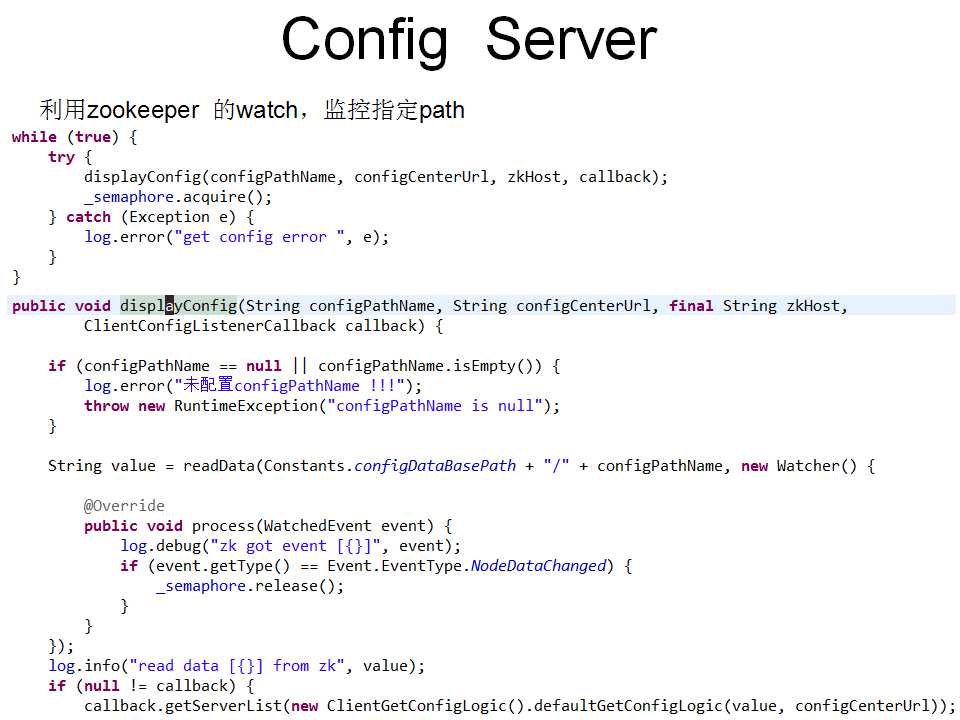 Config Server
利用zookeeper 的watch，监控指定path
while (true) {
    try {
        displayConfig(configPathName, configCenterUrl, zkHost, callback);
        _semaphore.acquire();
    } catch (Exception e) {
        log.error("get config error ", e);
    }
}
public void displayConfig(String configPathName, String configCenterUrl, final String zkHost,
        ClientConfigListenerCallback callback) {
    if (configPathName == null || configPathName.isEmpty()) {
        log.error("未配置configPathName !!!");
        throw new RuntimeException("configPathName is null");
    }
    String value = readData(Constants.configDataBasePath + "/" + configPathName, new Watcher() {
        @Override
        public void process(WatchedEvent event) {
            log.debug("zk got event [{}]", event);
            if (event.getType() == Event.EventType.NodeDataChanged) {
                _semaphore.release();
            }
        }
    });
    log.info("read data [{}] from zk", value);
    if (null != callback) {
        callback.getServerList(new ClientGetConfigLogic().defaultGetConfigLogic(value, configCenterUrl));